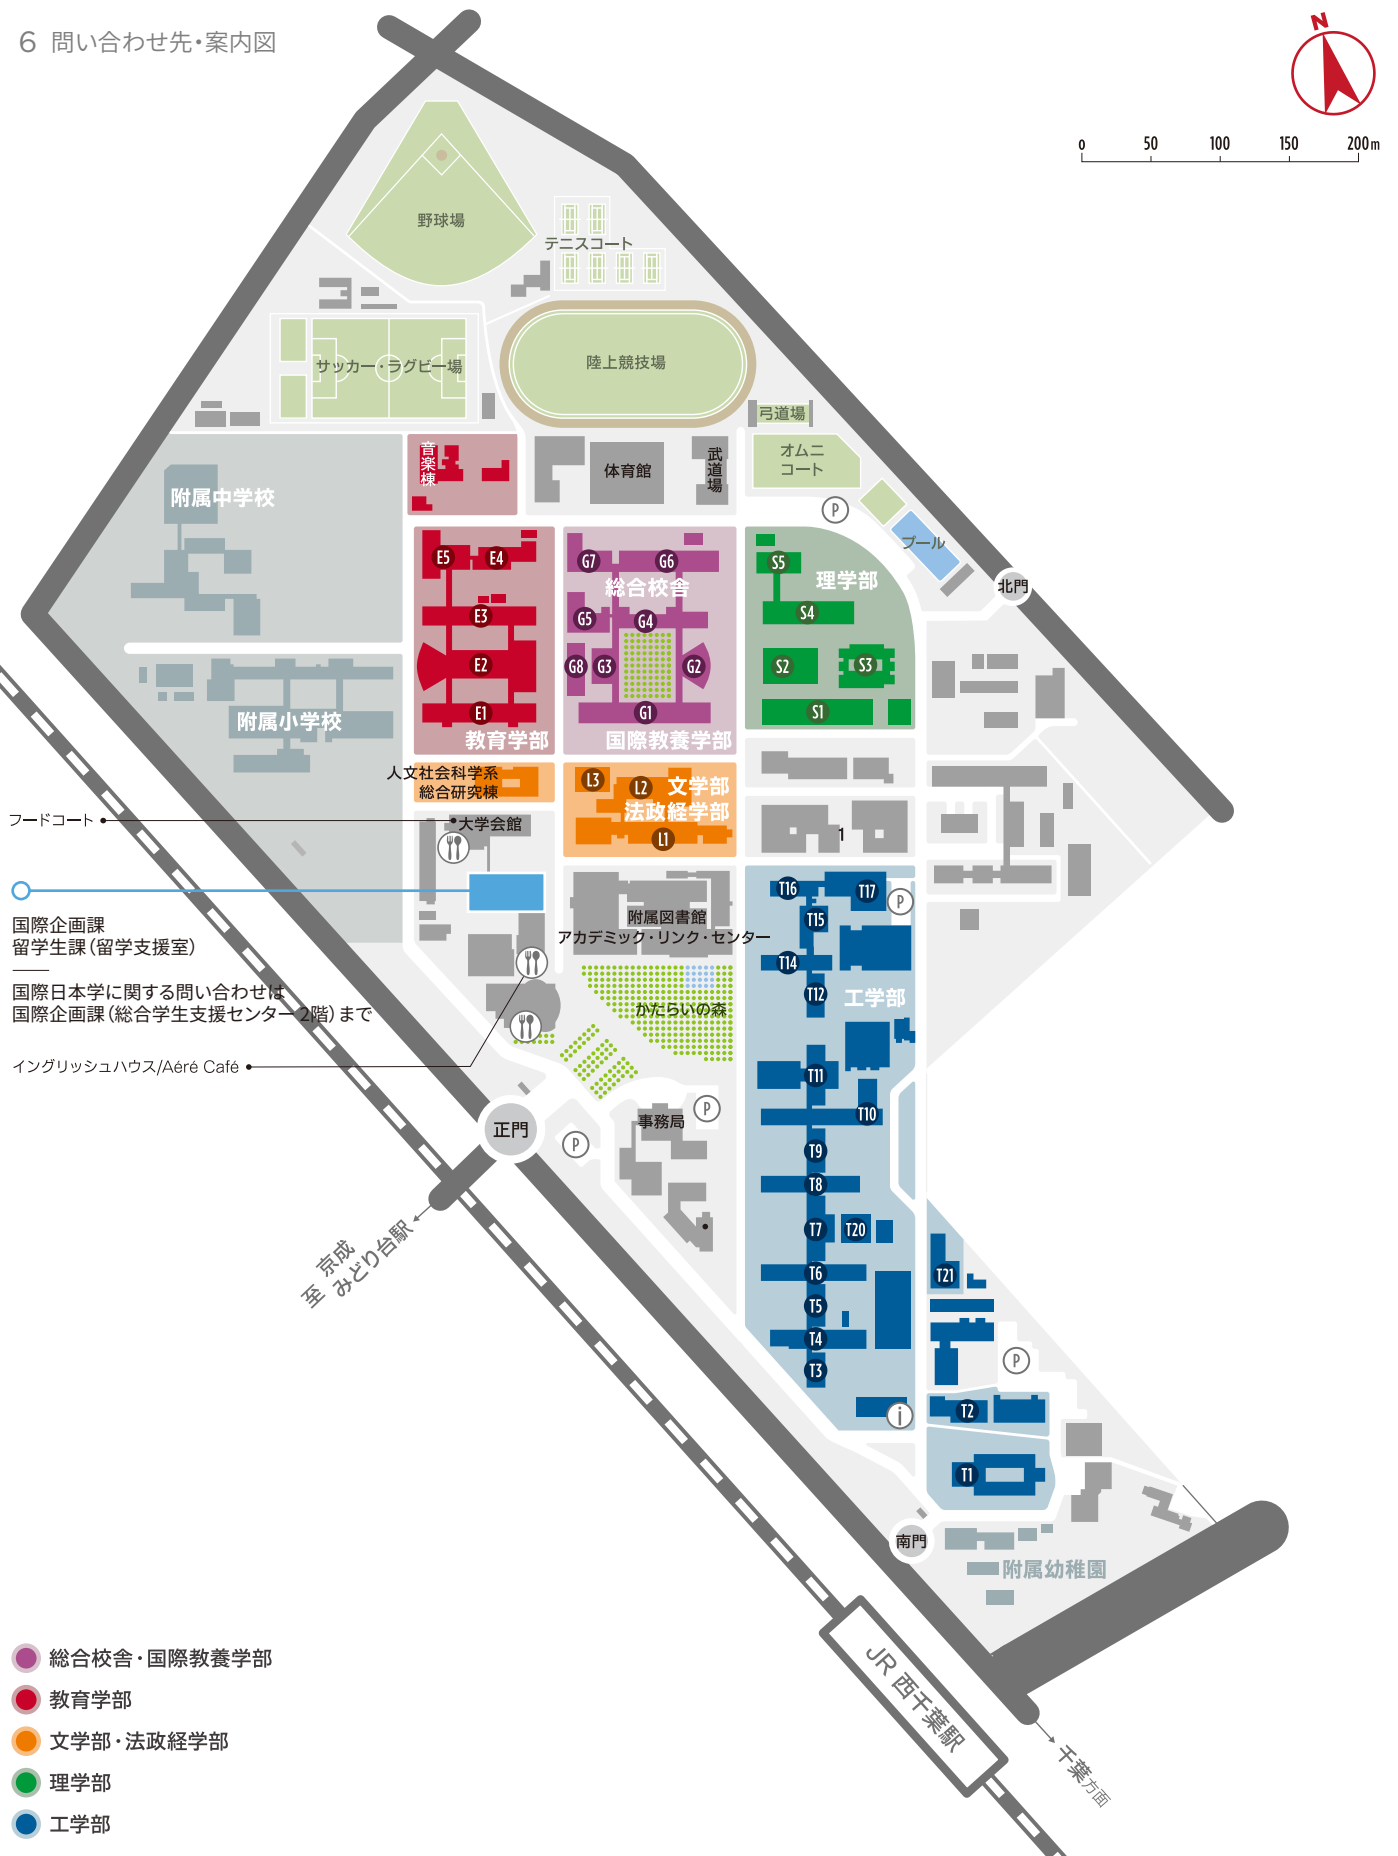 6 問い合わせ先・案内図
N
0 50 100 150 200m
野球場
テニスコート
サッカー・ラグビー場
陸上競技場
弓道場
オムニ
コート
音楽棟
体育館
武道場
附属中学校
P
プール
北門
E5 E4
G7 G6
総合校舎
S5
理学部
E3
G5 G4
S4
E2
G8 G3 G2
S2 S3
附属小学校
E1
G1
S1
教育学部
国際教養学部
人文社会科学系
総合研究棟
L3 L2
文学部
法政経学部
L1
フードコート
大学会館
1
T16 T17
P
国際企画課
留学生課(留学支援室)
国際日本学に関する問い合わせは
国際企画課(総合学生支援センター 2階)まで
附属図書館
アカデミック・リンク・センター
T15
T14
T12
工学部
かたらいの森
イングリッシュハウス/Aéré Café
T11
T10
事務局
P
正門
P
T9
T8
T7 T20
至 京成
みどり台駅
T6
T21
T5
T4
P
T3
i
T2
T1
南門
附属幼稚園
JR 西千葉駅
千葉方面
総合校舎・国際教養学部
教育学部
文学部・法政経学部
理学部
工学部